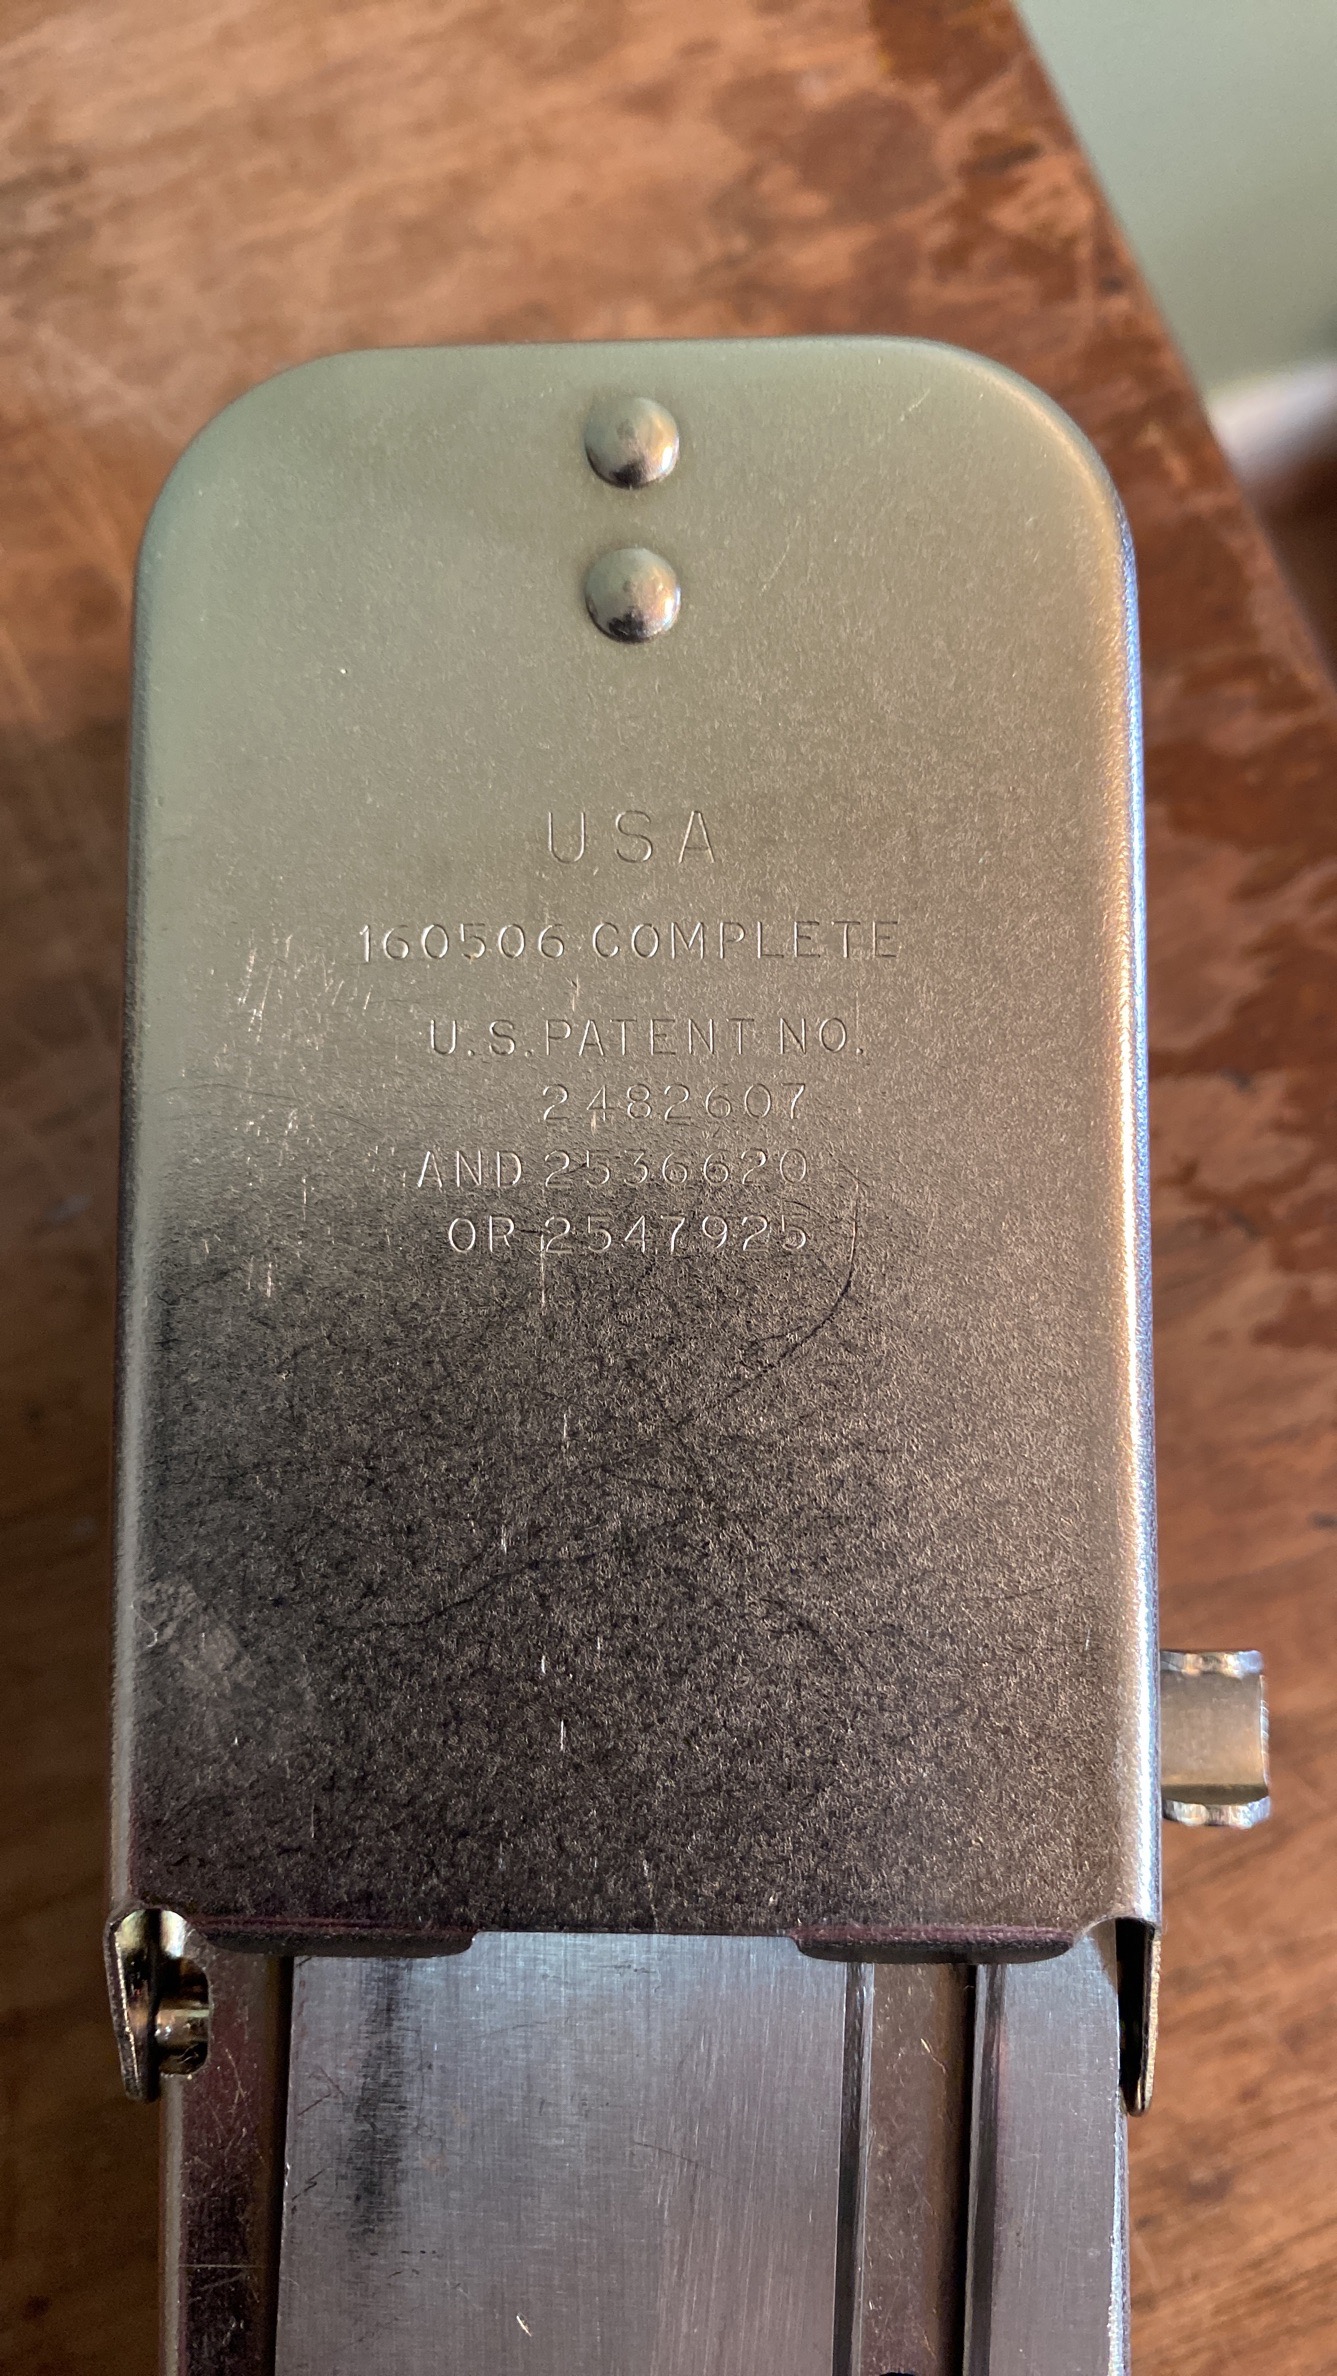 USA
160506 COMPLETE
U.S. PATENT NO.
2482607
AND 2536620
OR 2547925